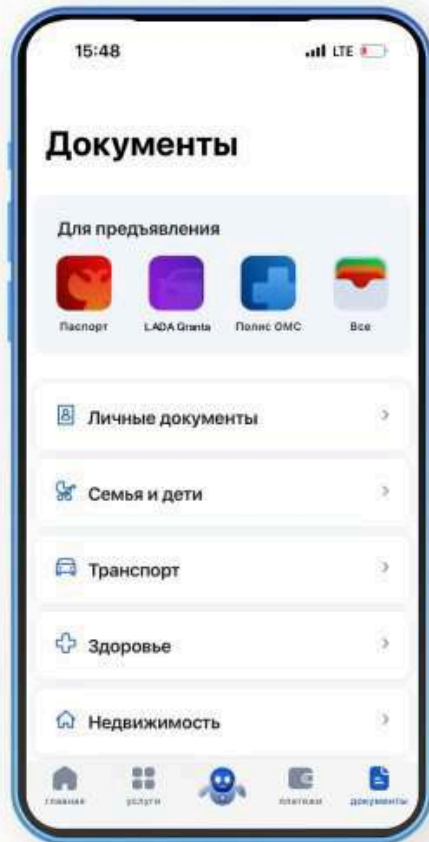 15:48
LTE
Документы
Для предъявления
Паспорт LADA Granta Полис ОМС Все
Личные документы
Семья и дети
Транспорт
Здоровье
Недвижимость
главная услуги платежи документы